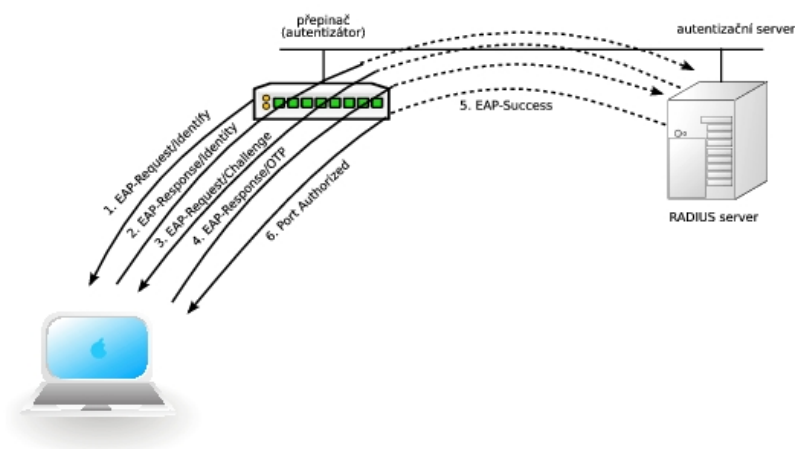 přepinač
(autentizátor)
autentizační server
1. EAP-Request/Identify
2. EAP-Response/Identity
3. EAP-Request/Challenge
4. EAP-Response/OTP
5. EAP-Success
6. Port Authorized
RADIUS server